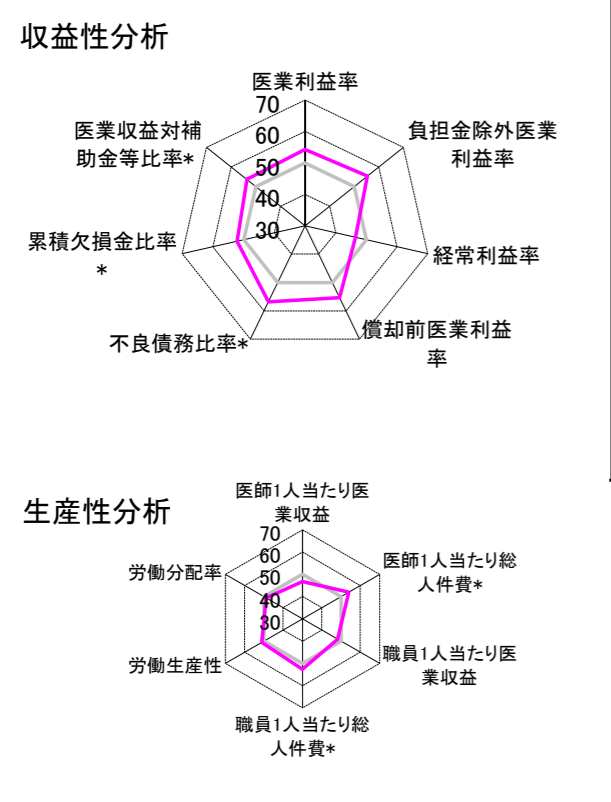 収益性分析
医業利益率
70
60
50
40
30
負担金除外医業
利益率
経常利益率
償却前医業利益
率
不良債務比率*
累積欠損金比率
*
医業収益対補
助金等比率*
生産性分析
医師1人当たり医
業収益
70
60
50
40
30
医師1人当たり総
人件費*
職員1人当たり医
業収益
職員1人当たり総
人件費*
労働生産性
労働分配率